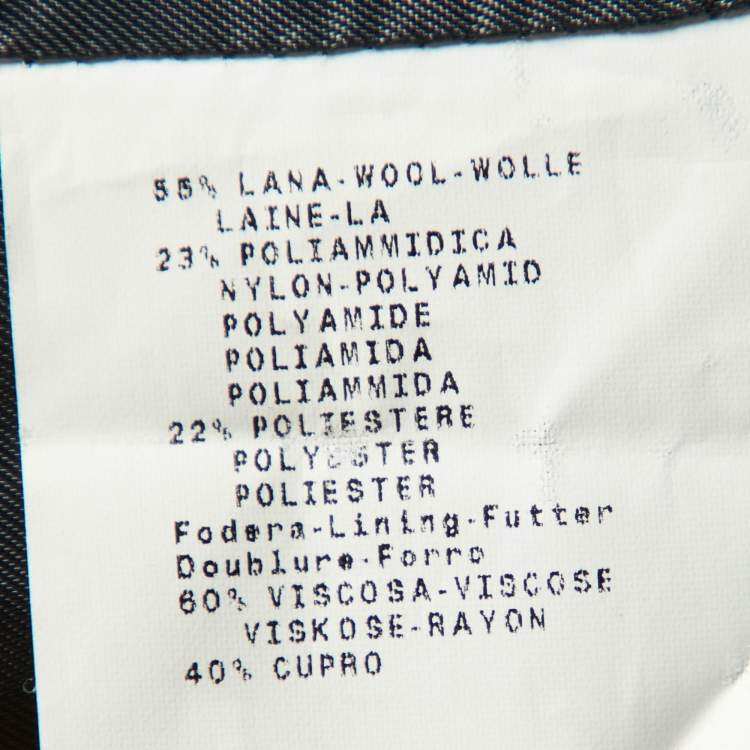 55% LANA-WOOL-WOLLE
LAINE-LA
23% POLIAMMIDICA
NYLON-POLYAMID
POLYAMIDE
POLIAMIDA
POLIAMMIDA
22% POLIESTERE
POLYESTER
POLIESTER
Fodera-Lining-Futter
Doublure-Forro
60% VISCOSA-VISCOSE
VISKOSE-RAYON
40% CUPRO